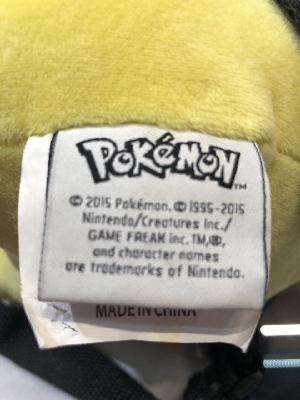 POKéMON™
© 2015 Pokémon. © 1995-2015
Nintendo/Creatures Inc./
GAME FREAK inc. TM, ®,
and character names
are trademarks of Nintendo.
MADE IN CHINA